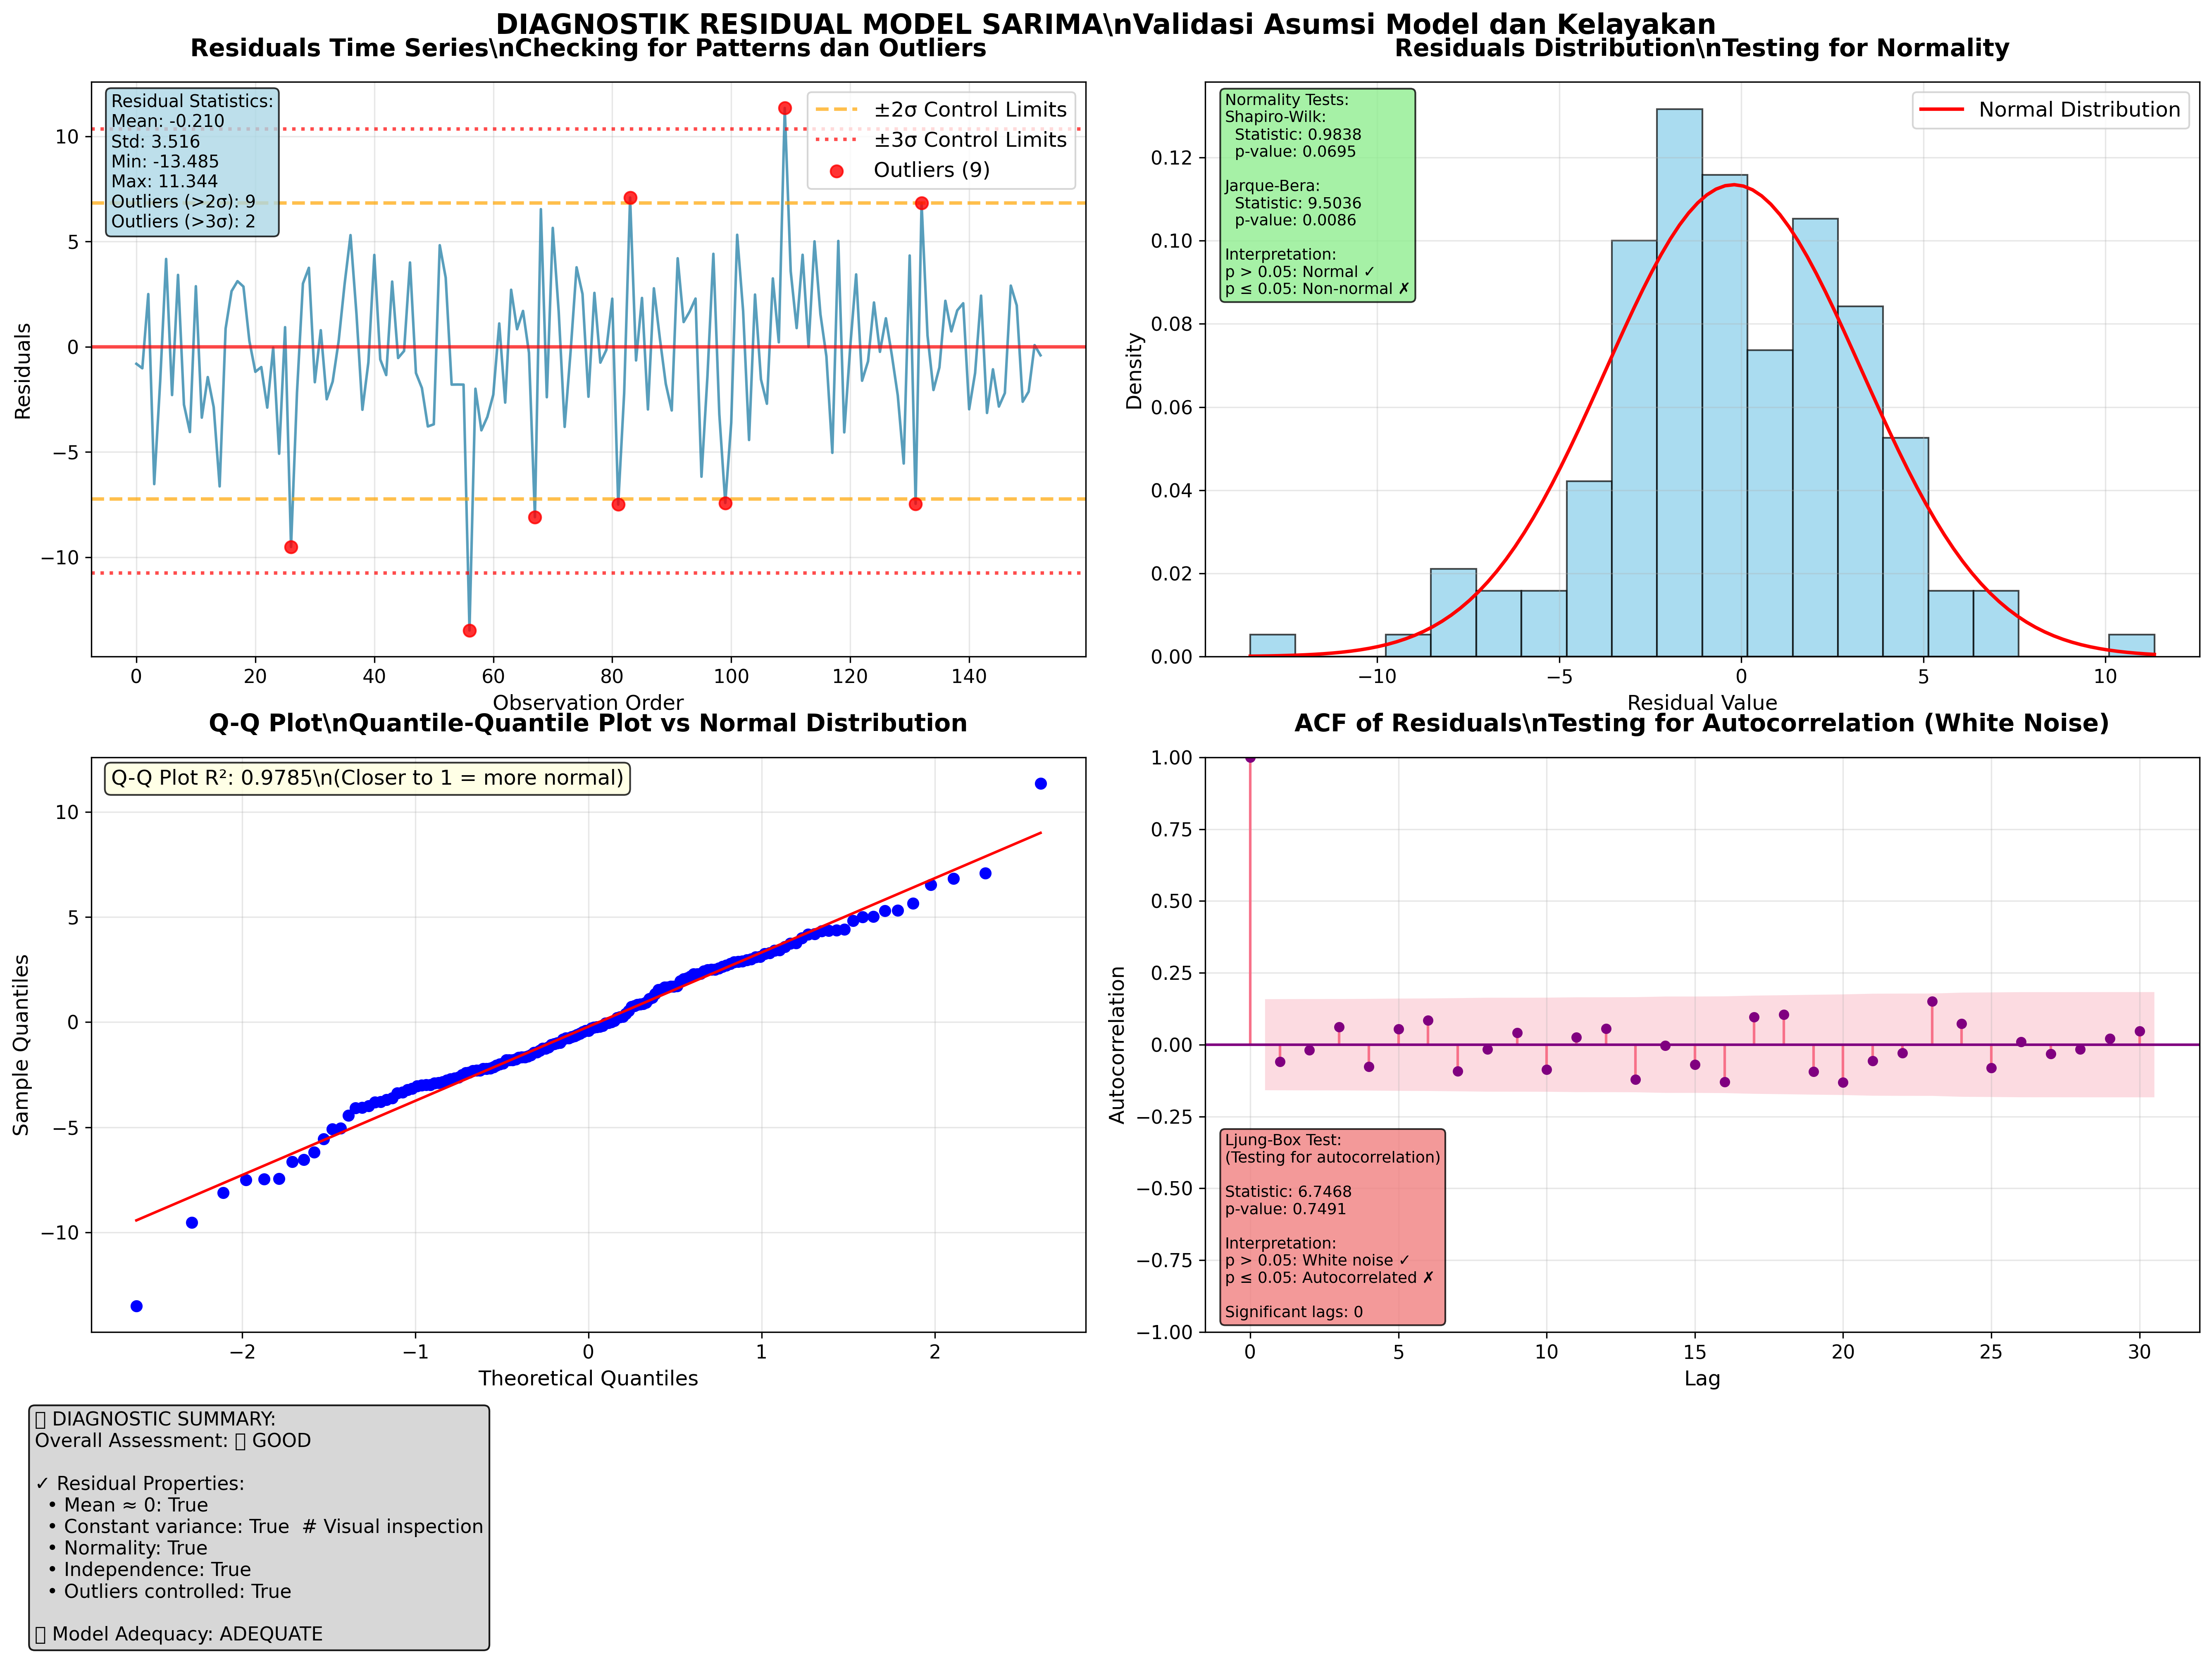 DIAGNOSTIK RESIDUAL MODEL SARIMA\nValidasi Asumsi Model dan Kelayakan
Residuals Time Series\nChecking for Patterns dan Outliers
Residual Statistics:
Mean: -0.210
Std: 3.516
Min: -13.485
Max: 11.344
Outliers (>2σ): 9
Outliers (>3σ): 2
±2σ Control Limits
±3σ Control Limits
Outliers (9)
Residuals
10
5
0
−5
−10
0 20 40 60 80 100 120 140
Observation Order
Residuals Distribution\nTesting for Normality
Normality Tests:
Shapiro-Wilk:
Statistic: 0.9838
p-value: 0.0695
Jarque-Bera:
Statistic: 9.5036
p-value: 0.0086
Interpretation:
p > 0.05: Normal ✓
p ≤ 0.05: Non-normal ✗
Normal Distribution
Density
0.12
0.10
0.08
0.06
0.04
0.02
0.00
−10 −5 0 5 10
Residual Value
Q-Q Plot\nQuantile-Quantile Plot vs Normal Distribution
Q-Q Plot R²: 0.9785\n(Closer to 1 = more normal)
Sample Quantiles
10
5
0
−5
−10
−2 −1 0 1 2
Theoretical Quantiles
ACF of Residuals\nTesting for Autocorrelation (White Noise)
Autocorrelation
1.00
0.75
0.50
0.25
0.00
−0.25
−0.50
−0.75
−1.00
Ljung-Box Test:
(Testing for autocorrelation)
Statistic: 6.7468
p-value: 0.7491
Interpretation:
p > 0.05: White noise ✓
p ≤ 0.05: Autocorrelated ✗
Significant lags: 0
0 5 10 15 20 25 30
Lag
▯ DIAGNOSTIC SUMMARY:
Overall Assessment: ▯ GOOD
✓ Residual Properties:
• Mean ≈ 0: True
• Constant variance: True  # Visual inspection
• Normality: True
• Independence: True
• Outliers controlled: True
▯ Model Adequacy: ADEQUATE